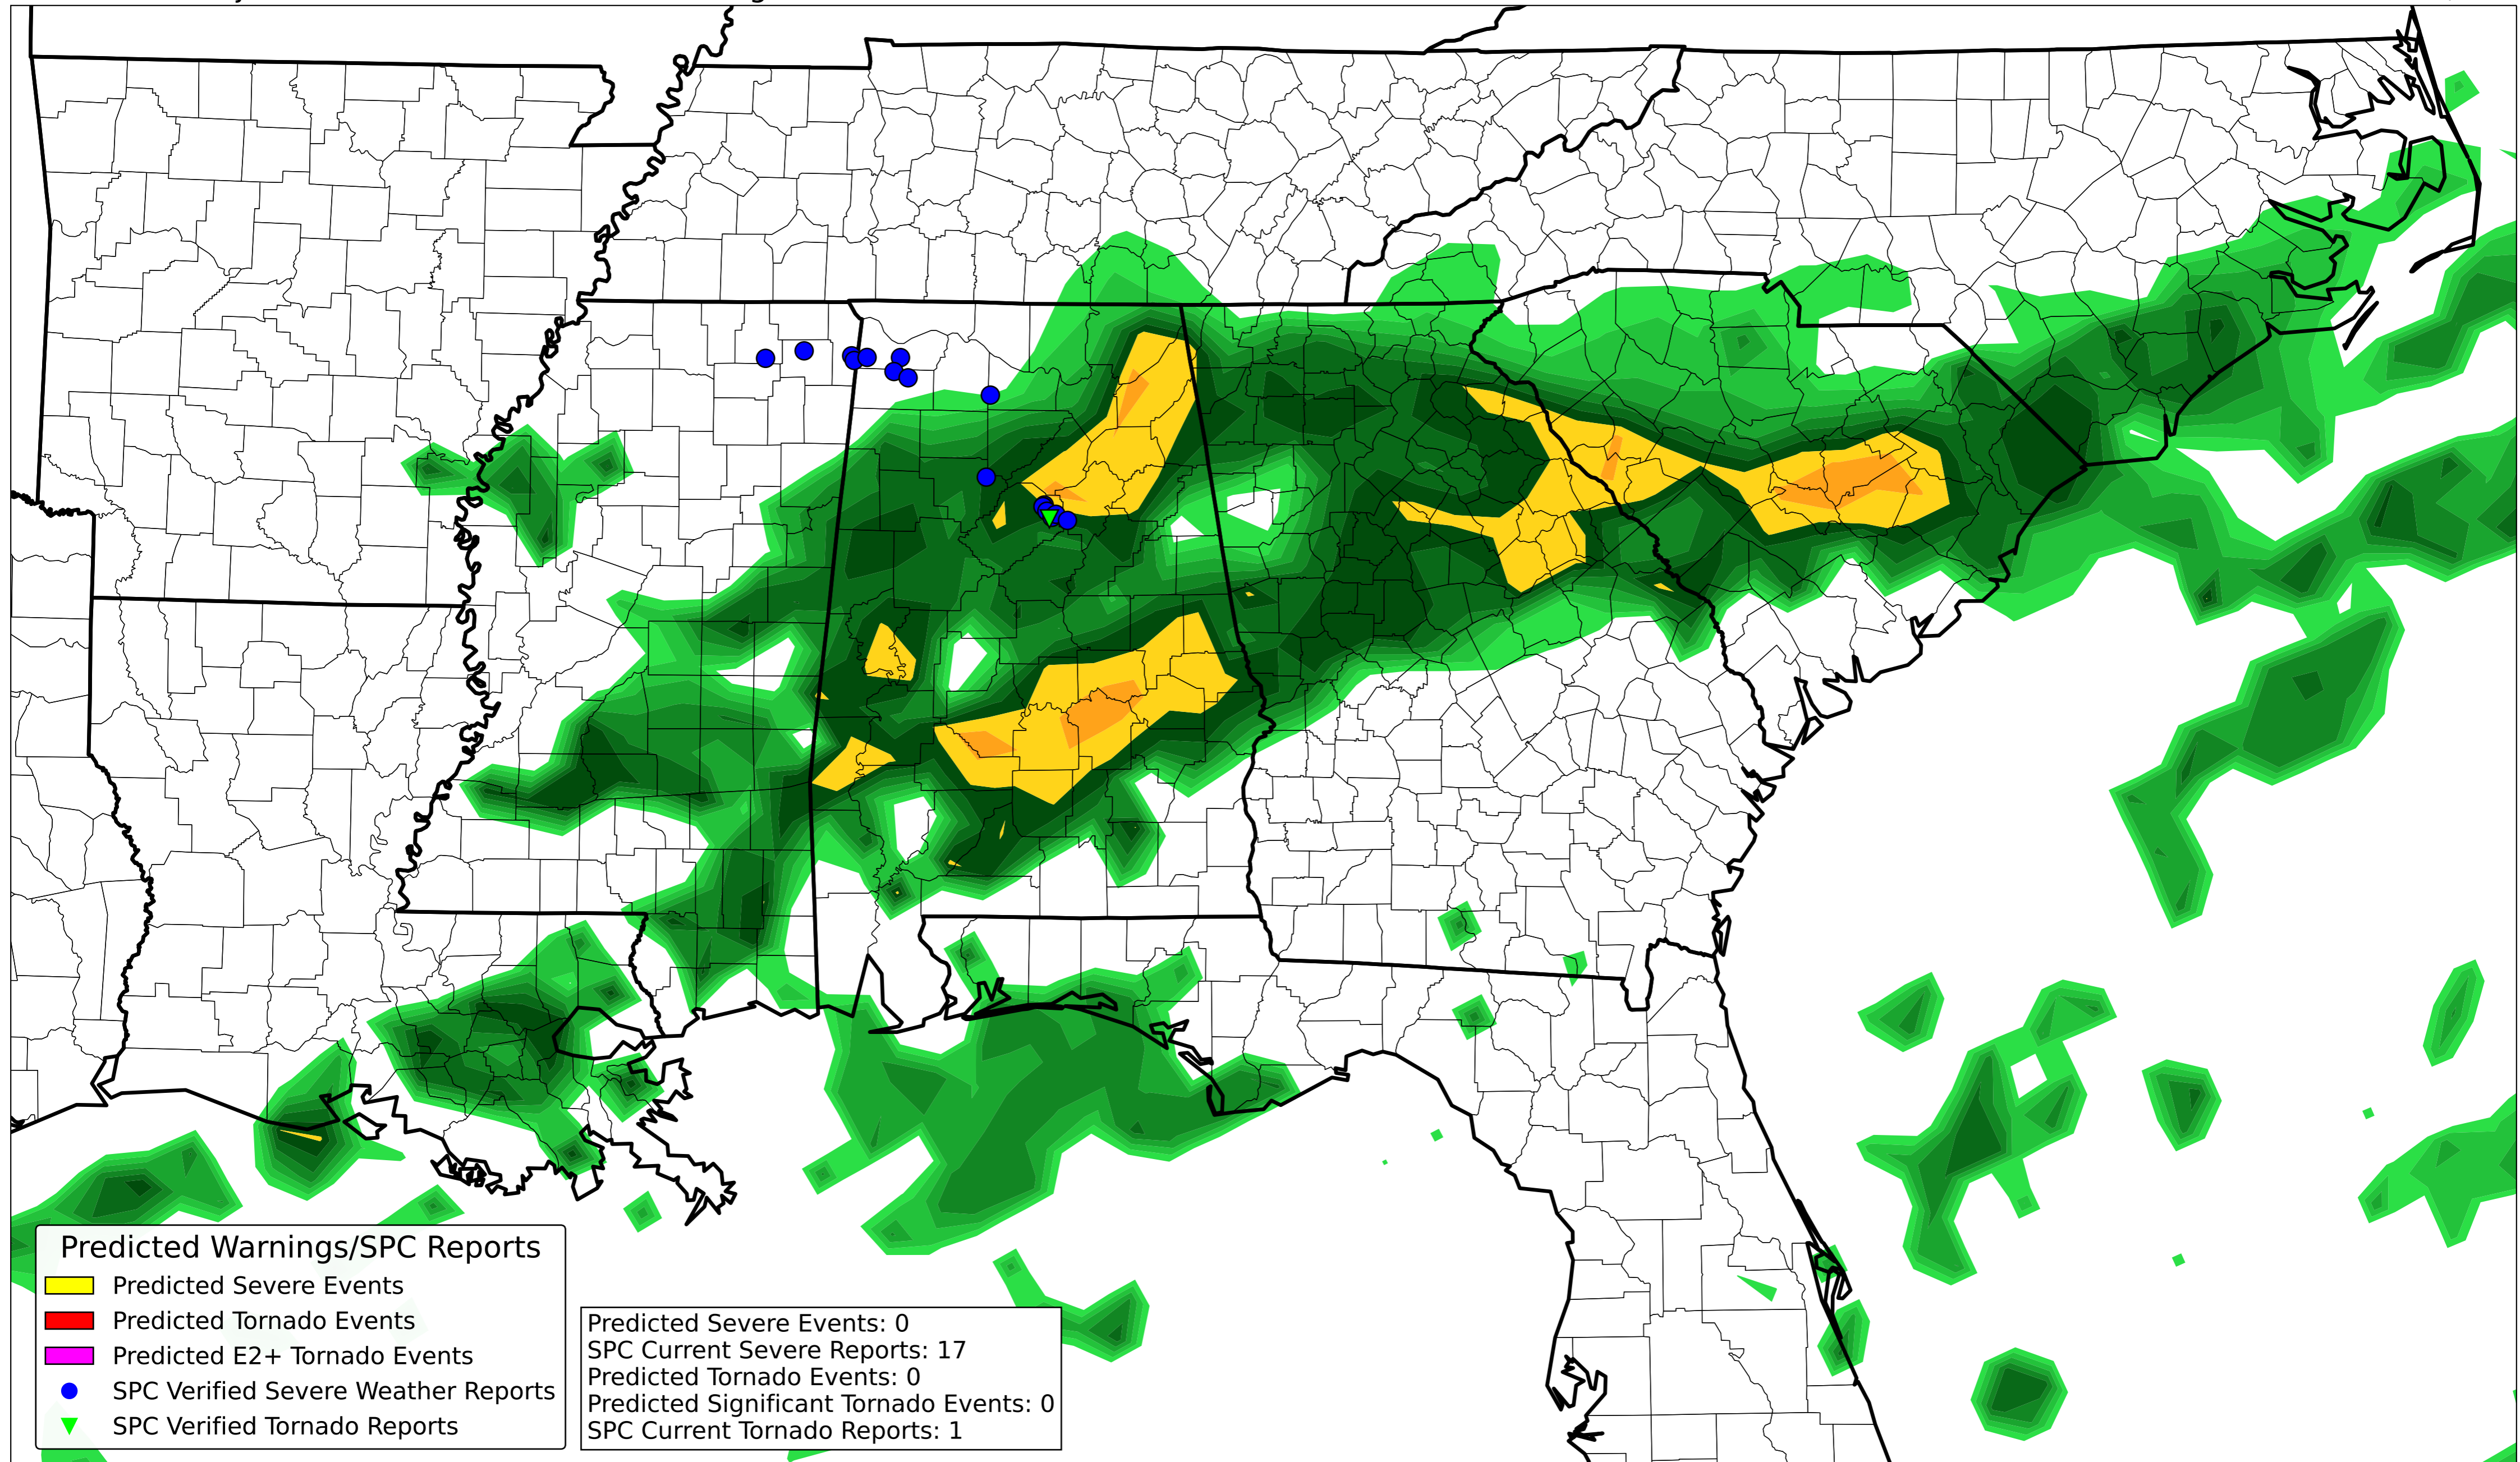 Predicted Warnings/SPC Reports
Predicted Severe Events
Predicted Tornado Events
Predicted E2+ Tornado Events
SPC Verified Severe Weather Reports
SPC Verified Tornado Reports
Predicted Severe Events: 0
SPC Current Severe Reports: 17
Predicted Tornado Events: 0
Predicted Significant Tornado Events: 0
SPC Current Tornado Reports: 1